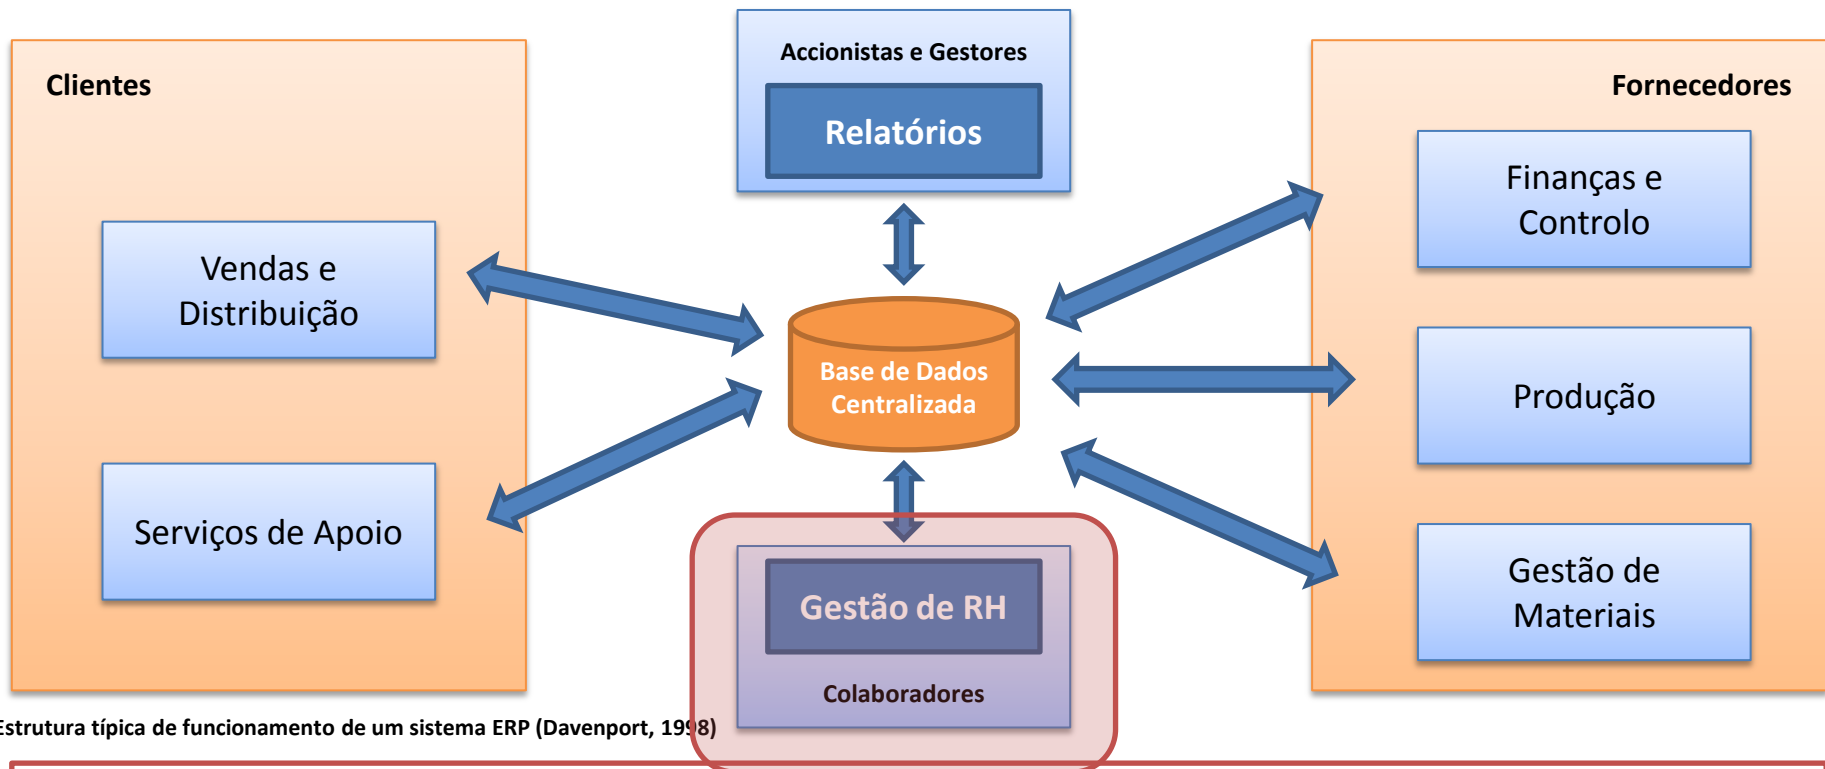 Clientes
Vendas e
Distribuição
Serviços de Apoio
Accionistas e Gestores
Relatórios
Base de Dados
Centralizada
Gestão de RH
Colaboradores
Fornecedores
Finanças e
Controlo
Produção
Gestão de
Materiais
Estrutura típica de funcionamento de um sistema ERP (Davenport, 1998)